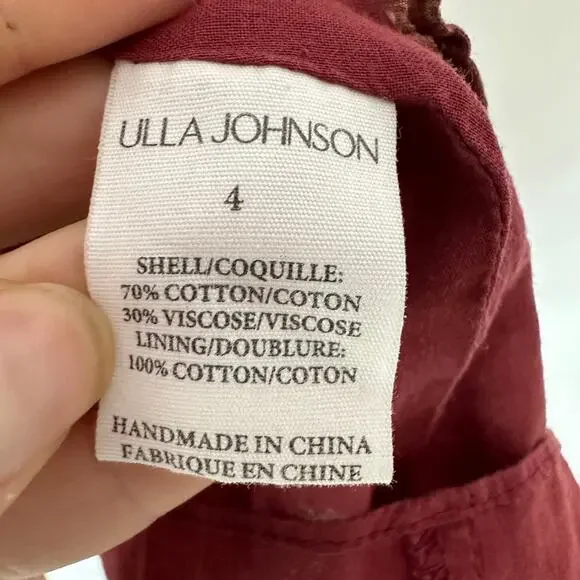 ULLA JOHNSON
4
SHELL/COQUILLE:
70% COTTON/COTON
30% VISCOSE/VISCOSE
LINING/DOUBLURE:
100% COTTON/COTON
HANDMADE IN CHINA
FABRIQUE EN CHINE